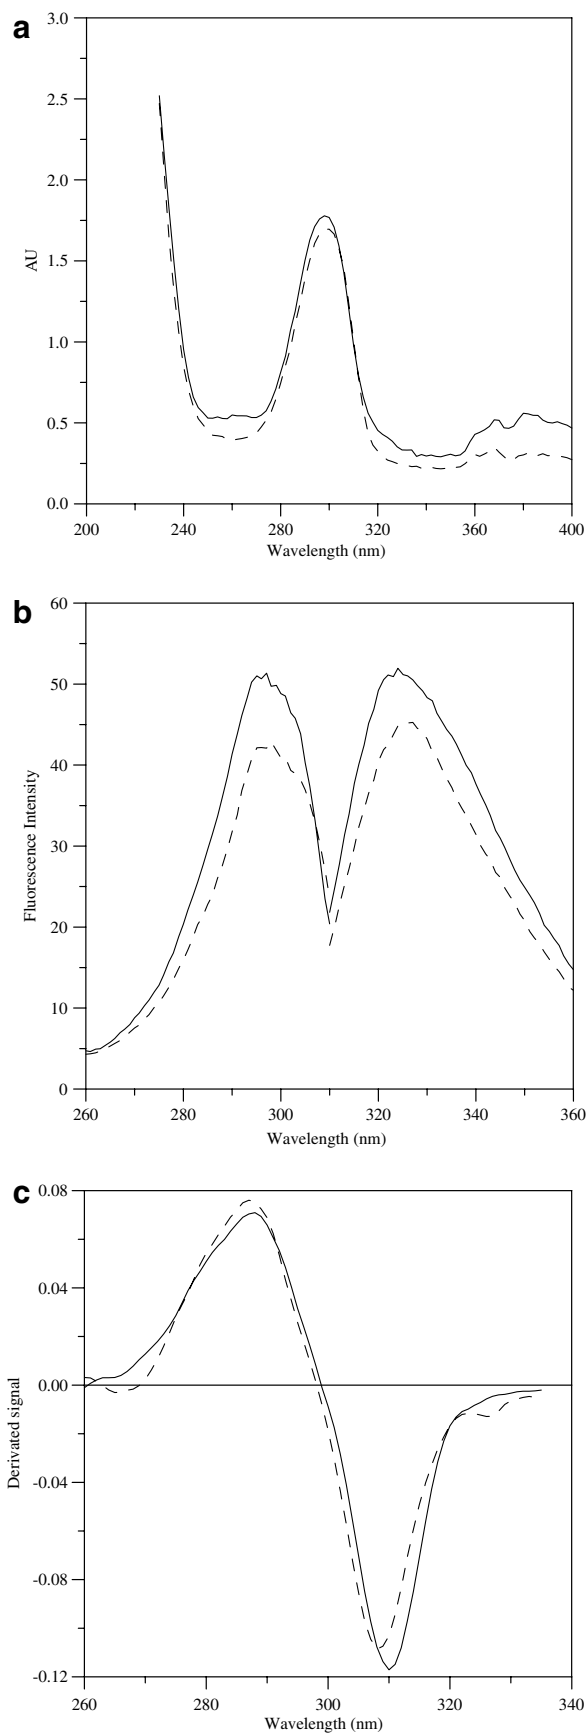 a
3.0
2.5
2.0
AU
1.5
1.0
0.5
0.0
200 240 280 320 360 400
Wavelength (nm)
b
60
50
40
Fluorescence Intensity
30
20
10
0
260 280 300 320 340 360
Wavelength (nm)
c
0.08
0.04
0.00
Derivated signal
-0.04
-0.08
-0.12
260 280 300 320 340
Wavelength (nm)